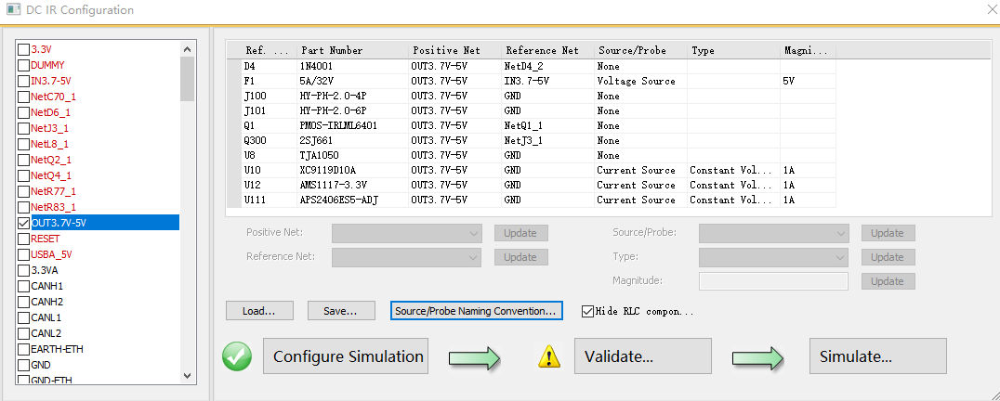 DC IR Configuration
3.3V
DUMMY
IN3.7-5V
NetC70_1
NetD6_1
NetJ3_1
NetL8_1
NetQ2_1
NetQ4_1
NetR77_1
NetR83_1
OUT3.7V-5V
RESET
USBA_5V
3.3VA
CANH1
CANH2
CANL1
CANL2
EARTH-ETH
GND
GND-ETH
Ref. ... Part Number Positive Net Reference Net Source/Probe Type Magni...
D4 1N4001 OUT3.7V-5V NetD4_2 None
F1 5A/32V OUT3.7V-5V IN3.7-5V Voltage Source 5V
J100 HY-PH-2.0-4P OUT3.7V-5V GND None
J101 HY-PH-2.0-6P OUT3.7V-5V GND None
Q1 PMOS-IRLML6401 OUT3.7V-5V NetQ1_1 None
Q300 2SJ661 OUT3.7V-5V NetJ3_1 None
U8 TJA1050 OUT3.7V-5V GND None
U10 XC9119D10A OUT3.7V-5V GND Current Source Constant Vol... 1A
U12 AMS1117-3.3V OUT3.7V-5V GND Current Source Constant Vol... 1A
U111 APS2406ES5-ADJ OUT3.7V-5V GND Current Source Constant Vol... 1A
Positive Net: Update Source/Probe: Update
Reference Net: Update Type: Update
Magnitude: Update
Load... Save... Source/Probe Naming Convention... Hide RLC compon...
Configure Simulation Validate... Simulate...